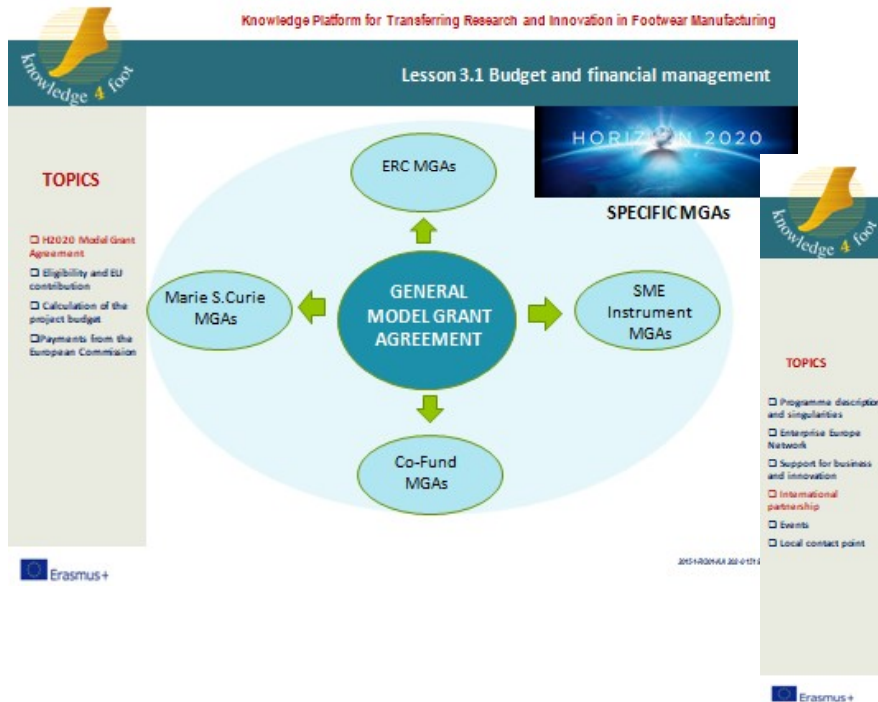 Knowledge Platform for Transferring Research and Innovation in Footwear Manufacturing
knowledge 4 foot
Lesson 3.1 Budget and financial management
HORIZON 2020
TOPICS
H2020 Model Grant
Agreement
Eligibility and EU
contribution
Calculation of the
project budget
Payments from the
European Commission
ERC MGAs
SPECIFIC MGAs
Marie S.Curie
MGAs
GENERAL
MODEL GRANT
AGREEMENT
SME
Instrument
MGAs
Co-Fund
MGAs
Erasmus+
knowledge 4 foot
TOPICS
Programme description
and singularities
Enterprise Europe
Network
Support for business
and innovation
International
partnership
Events
Local contact point
Erasmus+